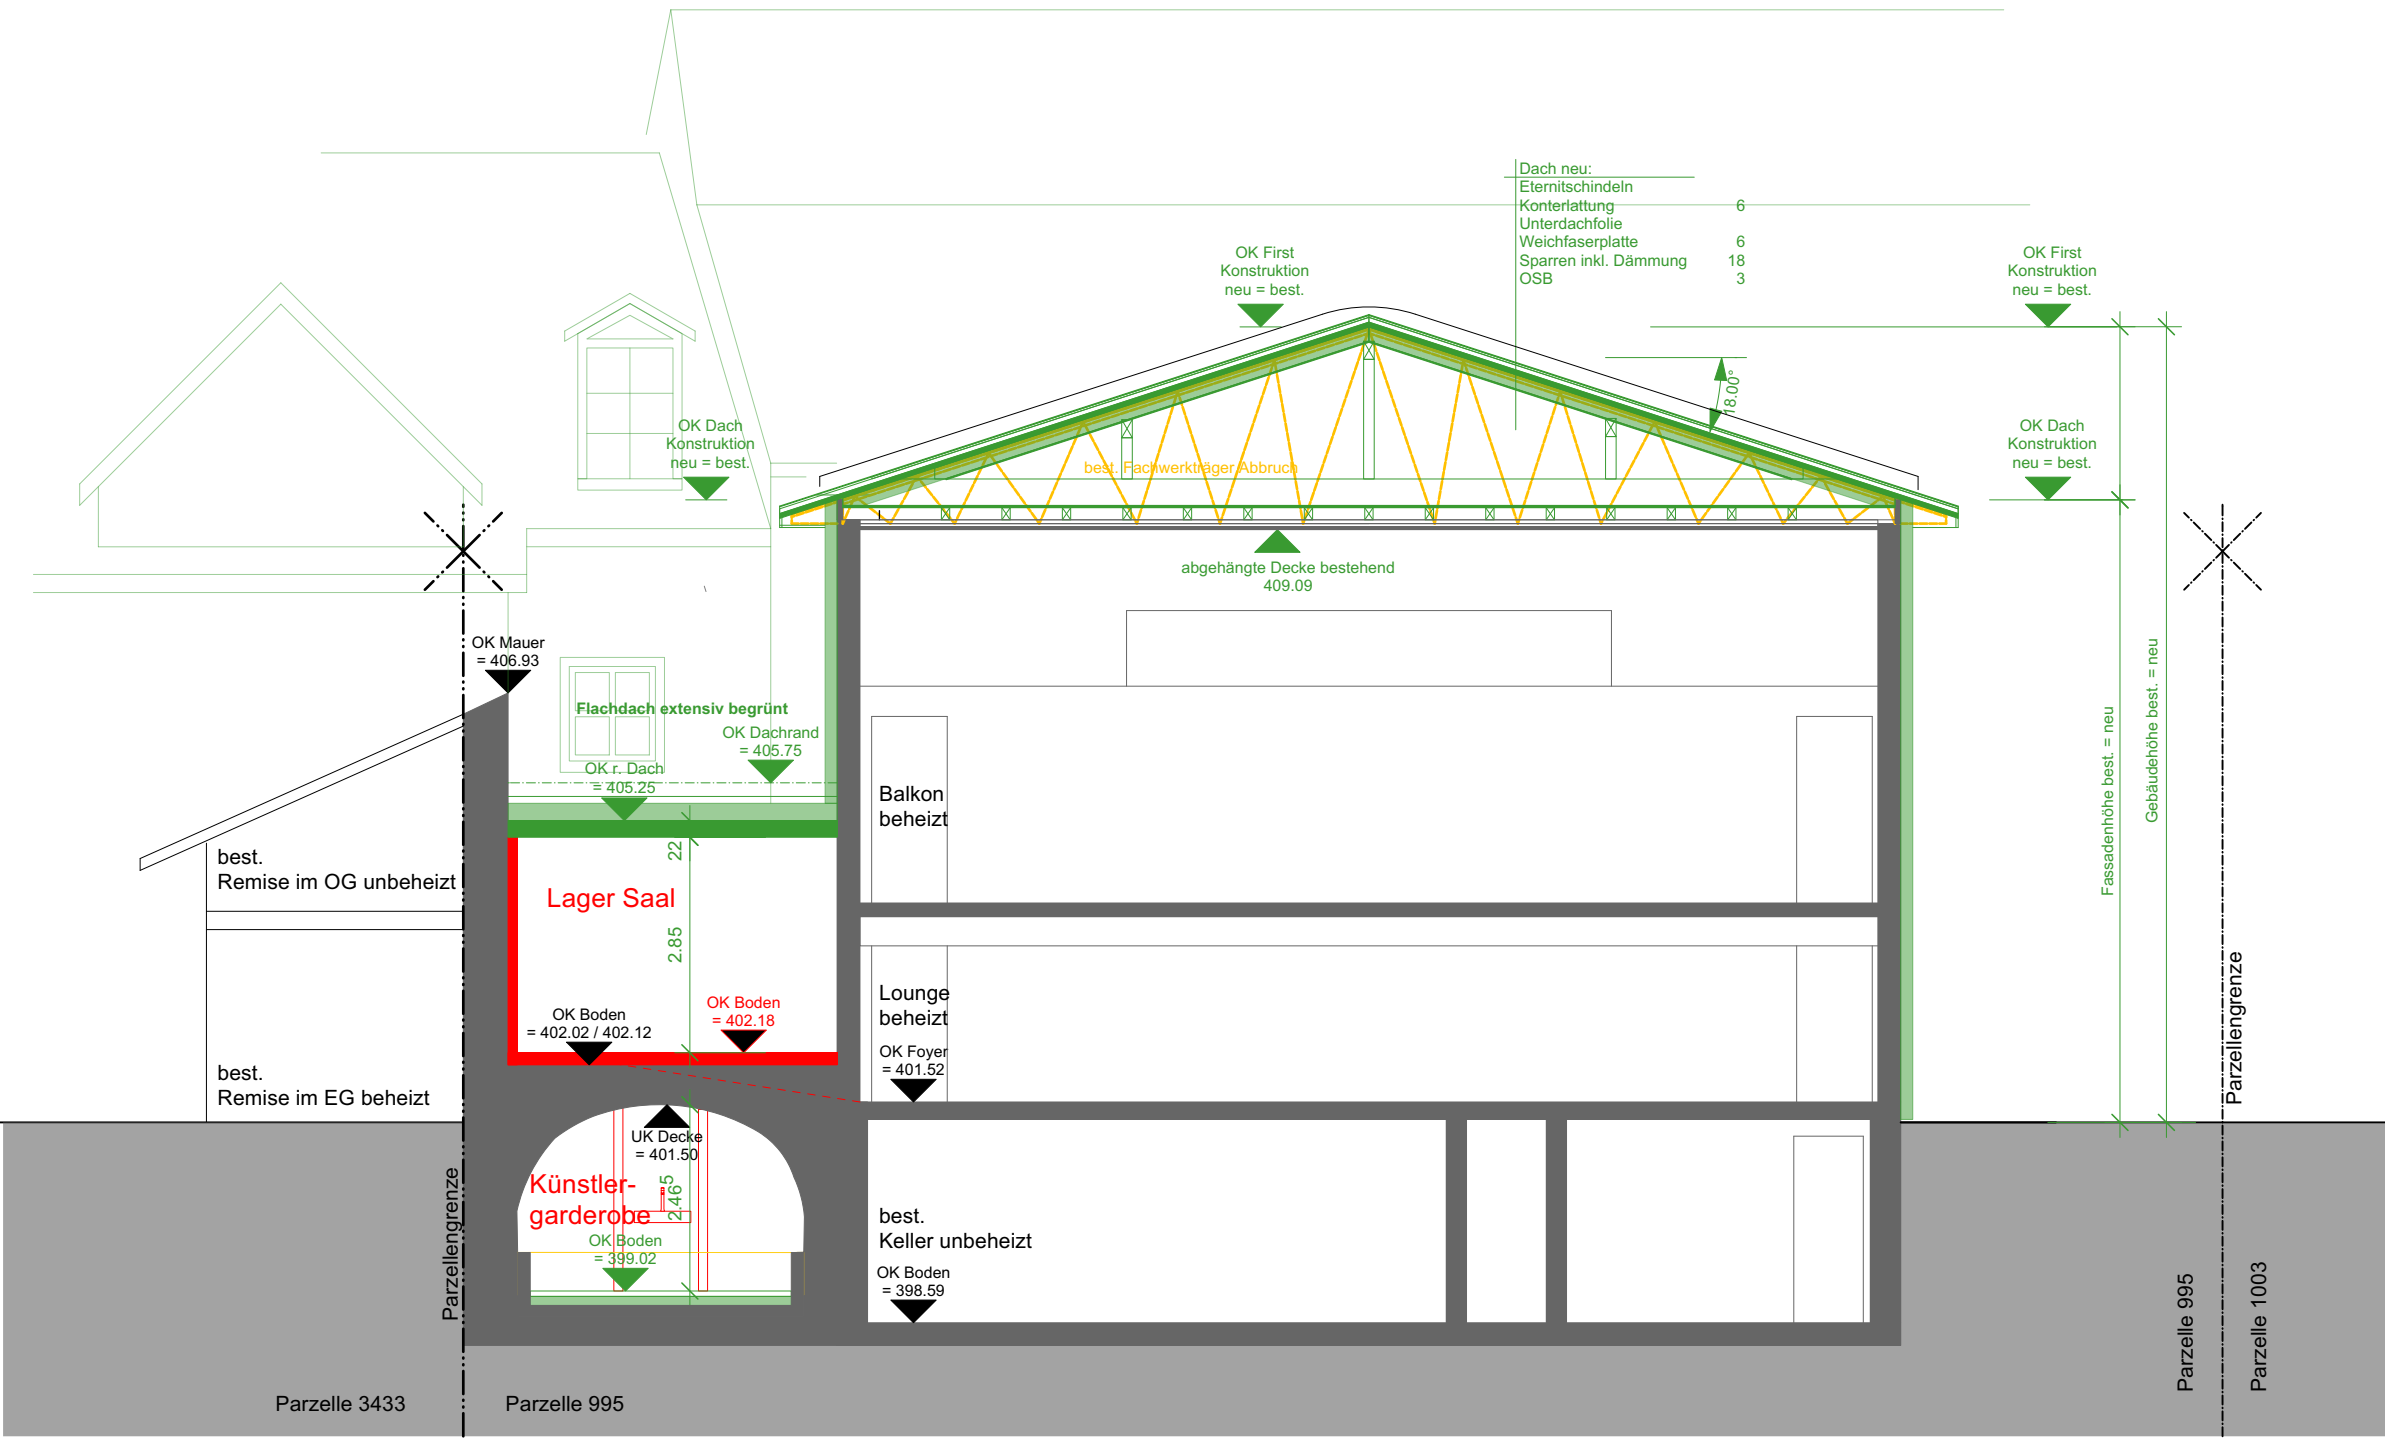 Dach neu:
Eternitschindeln
Konterlattung 6
Unterdachfolie
Weichfaserplatte 6
Sparren inkl. Dämmung 18
OSB 3
OK First
Konstruktion
neu = best.
OK First
Konstruktion
neu = best.
18.00°
OK Dach
Konstruktion
neu = best.
OK Dach
Konstruktion
neu = best.
best. Fachwerkträger Abbruch
abgehängte Decke bestehend
409.09
OK Mauer
= 406.93
Flachdach extensiv begrünt
OK Dachrand
= 405.75
OK r. Dach
= 405.25
Fassadenhöhe best. = neu
Gebäudehöhe best. = neu
Balkon
beheizt
best.
Remise im OG unbeheizt
22
Lager Saal
2.85
OK Boden
= 402.02 / 402.12
OK Boden
= 402.18
Lounge
beheizt
OK Foyer
= 401.52
best.
Remise im EG beheizt
UK Decke
= 401.50
Künstler-
garderobe
2.465
OK Boden
= 399.02
best.
Keller unbeheizt
OK Boden
= 398.59
Parzellengrenze
Parzellengrenze
Parzelle 3433
Parzelle 995
Parzelle 995
Parzelle 1003